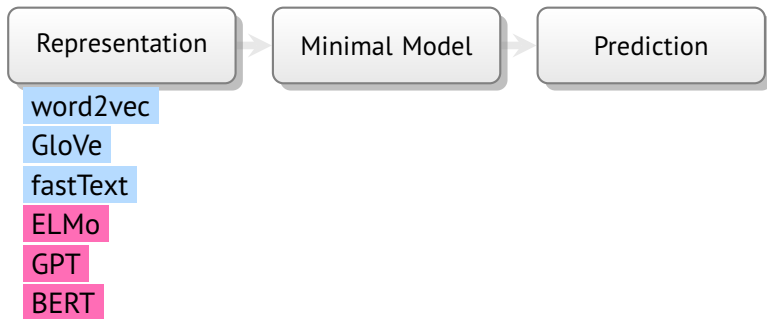 Representation
Minimal Model
Prediction
word2vec
GloVe
fastText
ELMo
GPT
BERT